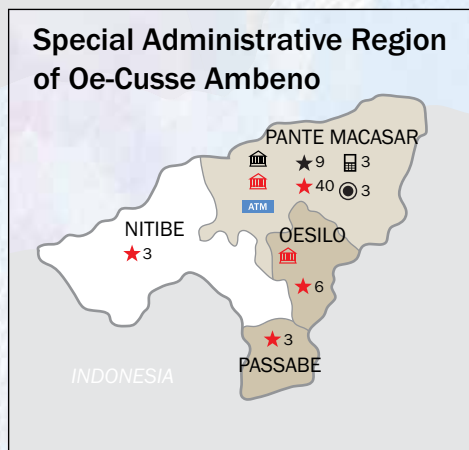 Special Administrative Region
of Oe-Cusse Ambeno
PANTE MACASAR
9
3
40
3
ATM
NITIBE
3
OESILO
6
3
PASSABE
INDONESIA